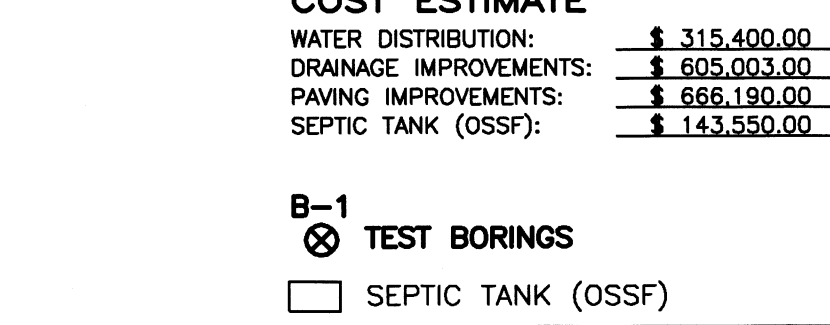 COST ESTIMATE
WATER DISTRIBUTION: $ 315,400.00
DRAINAGE IMPROVEMENTS: $ 605,003.00
PAVING IMPROVEMENTS: $ 666,190.00
SEPTIC TANK (OSSF): $ 143,550.00
B-1
TEST BORINGS
SEPTIC TANK (OSSF)